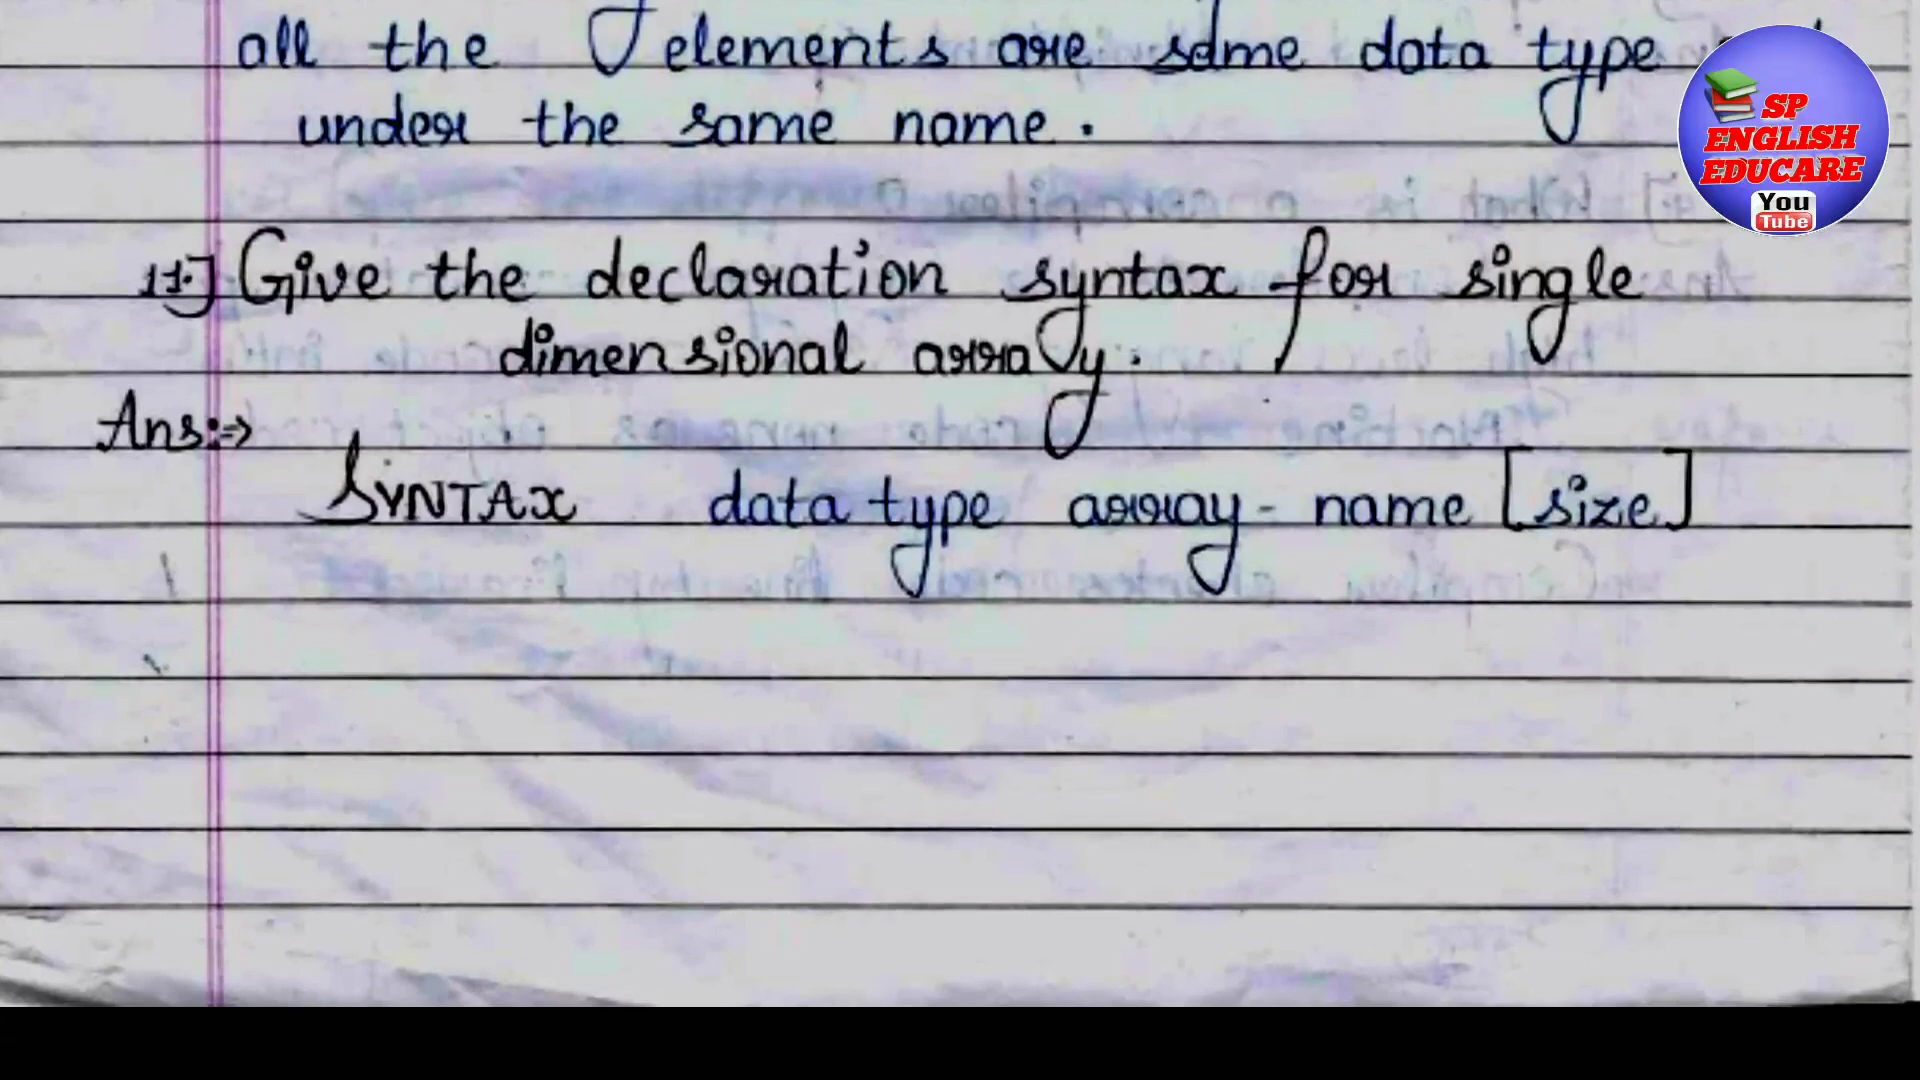 all the elements are same data type
under the same name.
11.] Give the declaration syntax for single
dimensional array.
Ans:→
SYNTAX data type array-name [size]
SP
ENGLISH
EDUCARE
You
Tube